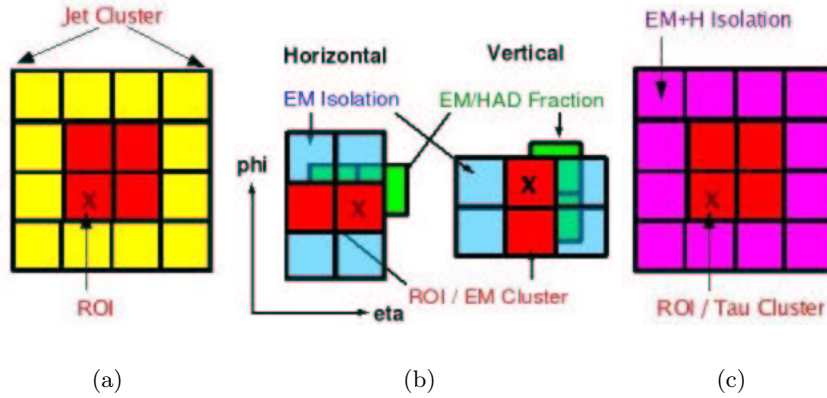 Jet Cluster
X
ROI
(a)
Horizontal
Vertical
EM Isolation
EM/HAD Fraction
phi
X
X
ROI / EM Cluster
eta
(b)
EM+H Isolation
X
ROI / Tau Cluster
(c)